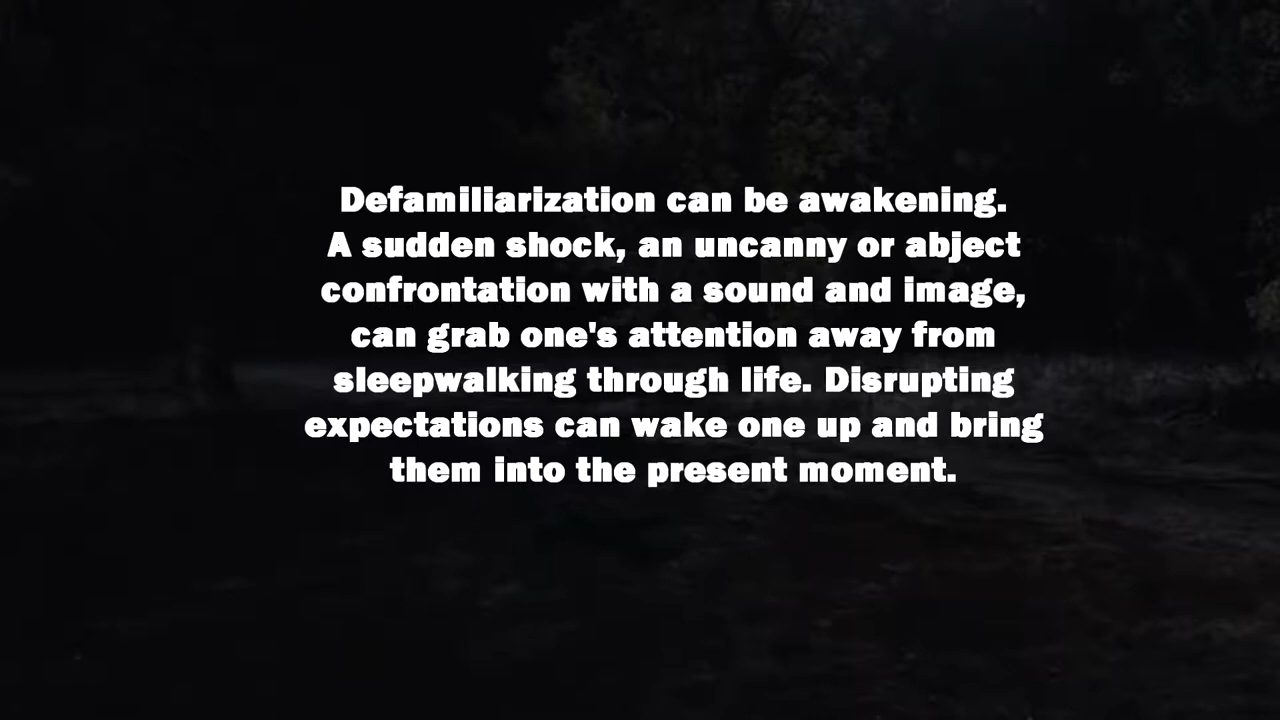 Defamiliarization can be awakening.
A sudden shock, an uncanny or abject
confrontation with a sound and image,
can grab one's attention away from
sleepwalking through life. Disrupting
expectations can wake one up and bring
them into the present moment.